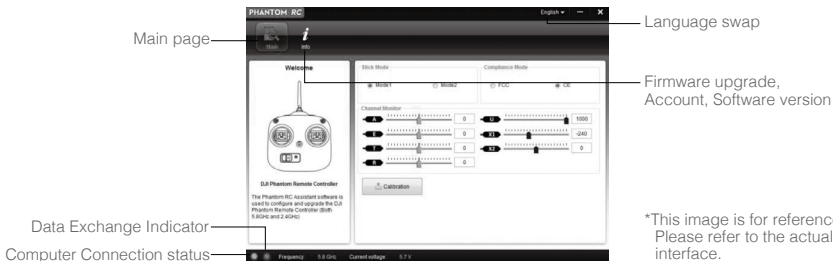 PHANTOM RC
English
Main
Info
Main page
Language swap
Firmware upgrade,
Account, Software version
Welcome
DJI Phantom Remote Controller
The Phantom RC Assistant software is
used to configure and upgrade the DJI
Phantom Remote Controller (Both
5.8GHz and 2.4GHz)
Stick Mode
Mode1
Mode2
Compliance Mode
FCC
CE
Channel Monitor
A 0
E 0
T 0
R 0
U 1000
X1 -240
X2 0
Calibration
Data Exchange Indicator
Computer Connection status
Frequency 5.8 GHz Current voltage 5.7 V
*This image is for reference
Please refer to the actual
interface.